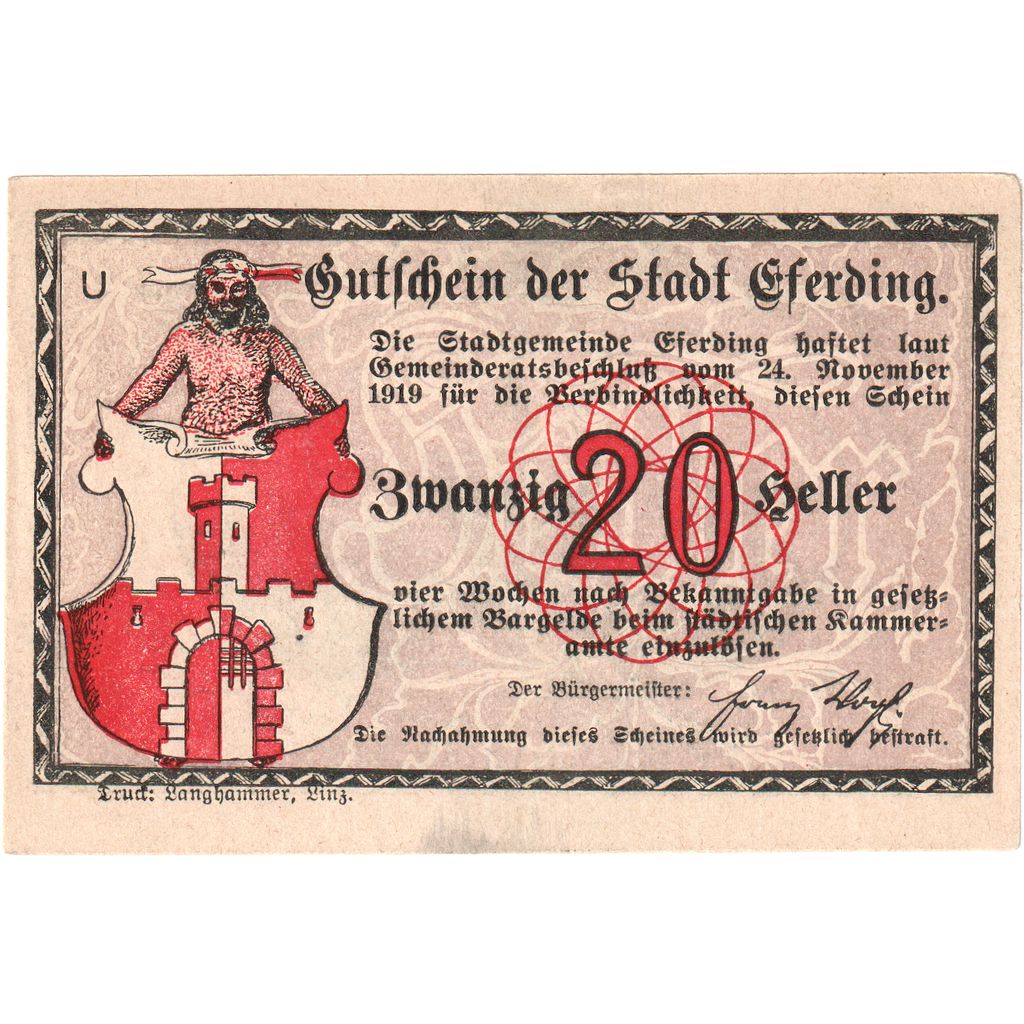 U
Gutschein der Stadt Eferding.
Die Stadtgemeinde Eferding haftet laut
Gemeinderatsbeschluß vom 24. November
1919 für die Verbindlichkeit, diesen Schein
Zwanzig 20 Heller
vier Wochen nach Bekanntgabe in gesetz-
lichem Bargelde beim städtischen Kammer-
amte einzulösen.
Der Bürgermeister:
Die Nachahmung dieses Scheines wird gesetzlich bestraft.
Druck: Langhammer, Linz.